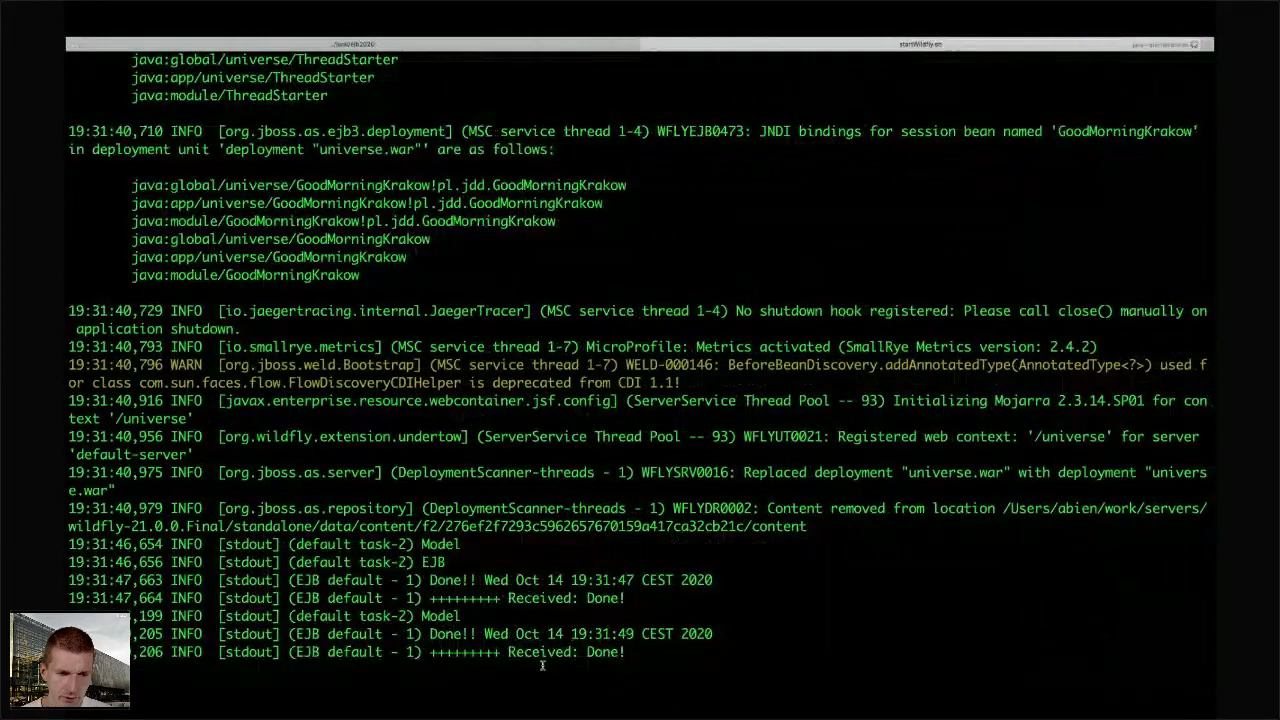 ../javaejb2020 startWildfly.sh
java:global/universe/ThreadStarter
java:app/universe/ThreadStarter
java:module/ThreadStarter
19:31:40,710 INFO  [org.jboss.as.ejb3.deployment] (MSC service thread 1-4) WFLYEJB0473: JNDI bindings for session bean named 'GoodMorningKrakow'
in deployment unit 'deployment "universe.war"' are as follows:
java:global/universe/GoodMorningKrakow!pl.jdd.GoodMorningKrakow
java:app/universe/GoodMorningKrakow!pl.jdd.GoodMorningKrakow
java:module/GoodMorningKrakow!pl.jdd.GoodMorningKrakow
java:global/universe/GoodMorningKrakow
java:app/universe/GoodMorningKrakow
java:module/GoodMorningKrakow
19:31:40,729 INFO  [io.jaegertracing.internal.JaegerTracer] (MSC service thread 1-4) No shutdown hook registered: Please call close() manually on
application shutdown.
19:31:40,793 INFO  [io.smallrye.metrics] (MSC service thread 1-7) MicroProfile: Metrics activated (SmallRye Metrics version: 2.4.2)
19:31:40,796 WARN  [org.jboss.weld.Bootstrap] (MSC service thread 1-7) WELD-000146: BeforeBeanDiscovery.addAnnotatedType(AnnotatedType<?>) used f
or class com.sun.faces.flow.FlowDiscoveryCDIHelper is deprecated from CDI 1.1!
19:31:40,916 INFO  [javax.enterprise.resource.webcontainer.jsf.config] (ServerService Thread Pool -- 93) Initializing Mojarra 2.3.14.SP01 for con
text '/universe'
19:31:40,956 INFO  [org.wildfly.extension.undertow] (ServerService Thread Pool -- 93) WFLYUT0021: Registered web context: '/universe' for server
'default-server'
19:31:40,975 INFO  [org.jboss.as.server] (DeploymentScanner-threads - 1) WFLYSRV0016: Replaced deployment "universe.war" with deployment "univers
e.war"
19:31:40,979 INFO  [org.jboss.as.repository] (DeploymentScanner-threads - 1) WFLYDR0002: Content removed from location /Users/abien/work/servers/
wildfly-21.0.0.Final/standalone/data/content/f2/276ef2f7293c5962657670159a417ca32cb21c/content
19:31:46,654 INFO  [stdout] (default task-2) Model
19:31:46,656 INFO  [stdout] (default task-2) EJB
19:31:47,663 INFO  [stdout] (EJB default - 1) Done!! Wed Oct 14 19:31:47 CEST 2020
19:31:47,664 INFO  [stdout] (EJB default - 1) +++++++++ Received: Done!
,199 INFO  [stdout] (default task-2) Model
,205 INFO  [stdout] (EJB default - 1) Done!! Wed Oct 14 19:31:49 CEST 2020
,206 INFO  [stdout] (EJB default - 1) +++++++++ Received: Done!